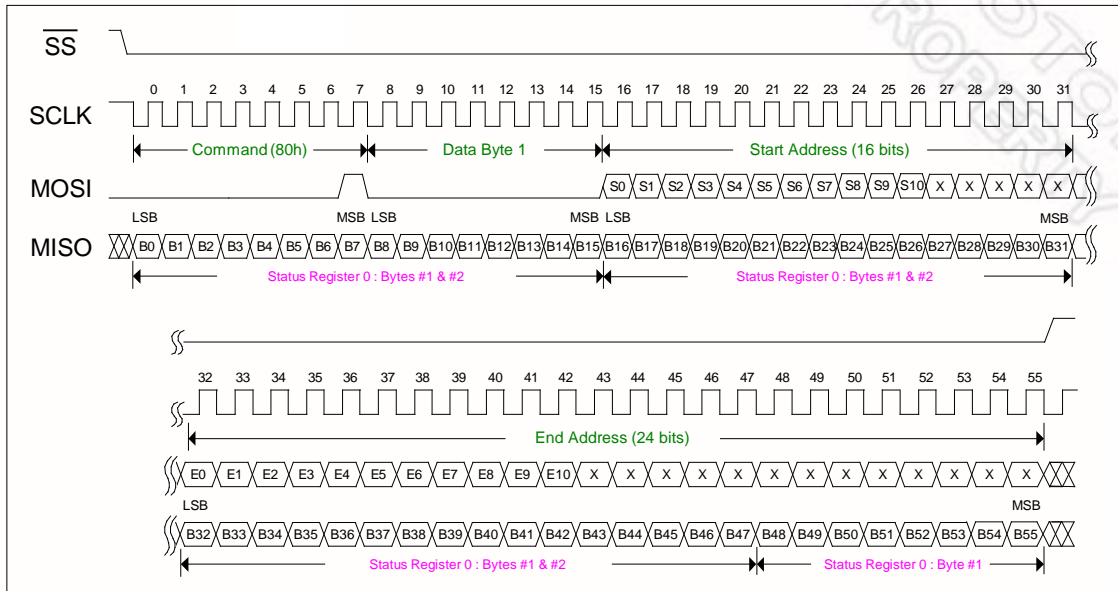 SS
0 1 2 3 4 5 6 7 8 9 10 11 12 13 14 15 16 17 18 19 20 21 22 23 24 25 26 27 28 29 30 31
SCLK
Command (80h) Data Byte 1 Start Address (16 bits)
MOSI S0 S1 S2 S3 S4 S5 S6 S7 S8 S9 S10 X X X X X
LSB MSB LSB MSB LSB MSB
MISO B0 B1 B2 B3 B4 B5 B6 B7 B8 B9 B10 B11 B12 B13 B14 B15 B16 B17 B18 B19 B20 B21 B22 B23 B24 B25 B26 B27 B28 B29 B30 B31
Status Register 0 : Bytes #1 & #2 Status Register 0 : Bytes #1 & #2
32 33 34 35 36 37 38 39 40 41 42 43 44 45 46 47 48 49 50 51 52 53 54 55
End Address (24 bits)
E0 E1 E2 E3 E4 E5 E6 E7 E8 E9 E10 X X X X X X X X X X X X X
LSB MSB
B32 B33 B34 B35 B36 B37 B38 B39 B40 B41 B42 B43 B44 B45 B46 B47 B48 B49 B50 B51 B52 B53 B54 B55
Status Register 0 : Bytes #1 & #2 Status Register 0 : Byte #1